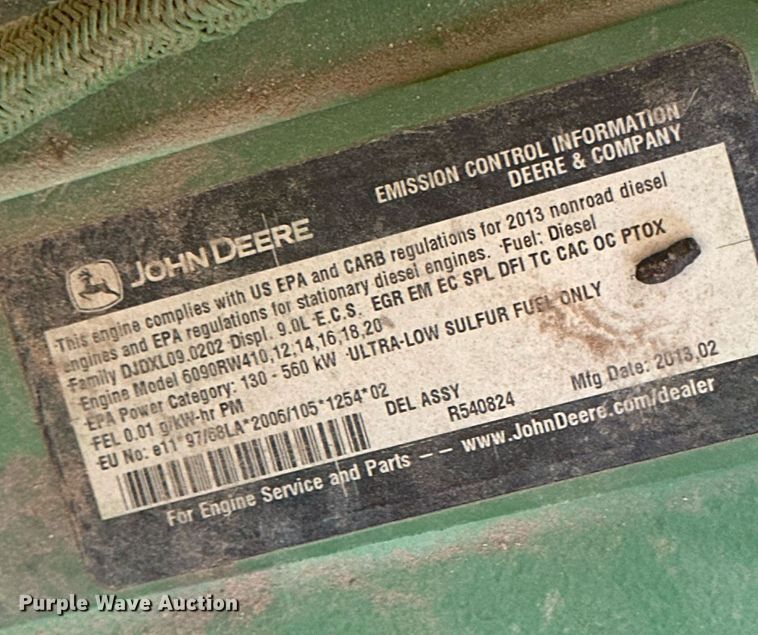 EMISSION CONTROL INFORMATION
DEERE & COMPANY
JOHN DEERE
This engine complies with US EPA and CARB regulations for 2013 nonroad diesel
engines and EPA regulations for stationary diesel engines. ·Fuel: Diesel
·Family DJDXL09.0202 ·Displ. 9.0L ·E.C.S. EGR EM EC SPL DFI TC CAC OC PTOX
·Engine Model 6090RW410,12,14,16,18,20
·EPA Power Category: 130 - 560 kW ·ULTRA-LOW SULFUR FUEL ONLY
·FEL 0.01 g/kW-hr PM
·EU No: e11*97/68LA*2006/105*1254*02
DEL ASSY
R540824
Mfg Date: 2013,02
For Engine Service and Parts -- www.JohnDeere.com/dealer
Purple Wave Auction